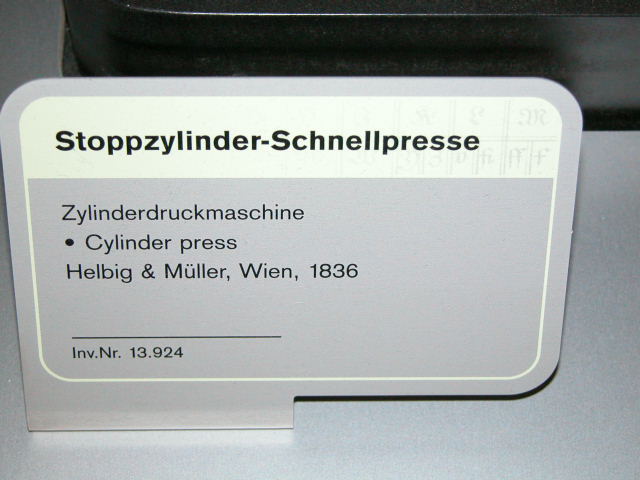 Stoppzylinder-Schnellpresse
Zylinderdruckmaschine
• Cylinder press
Helbig & Müller, Wien, 1836
Inv.Nr. 13.924